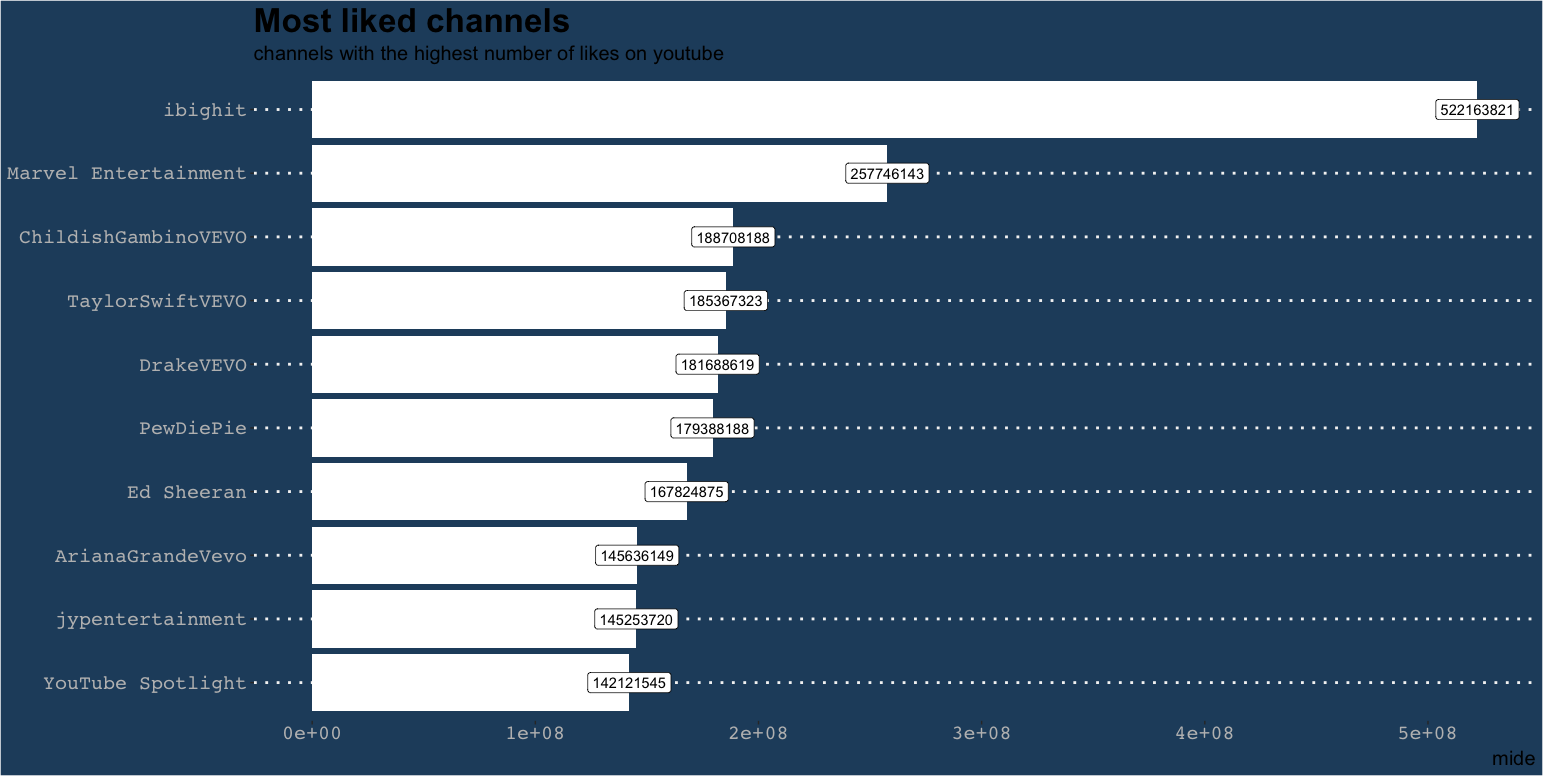 Most liked channels
channels with the highest number of likes on youtube
ibighit 522163821
Marvel Entertainment 257746143
ChildishGambinoVEVO 188708188
TaylorSwiftVEVO 185367323
DrakeVEVO 181688619
PewDiePie 179388188
Ed Sheeran 167824875
ArianaGrandeVevo 145636149
jypentertainment 145253720
YouTube Spotlight 142121545
0e+00 1e+08 2e+08 3e+08 4e+08 5e+08
mide